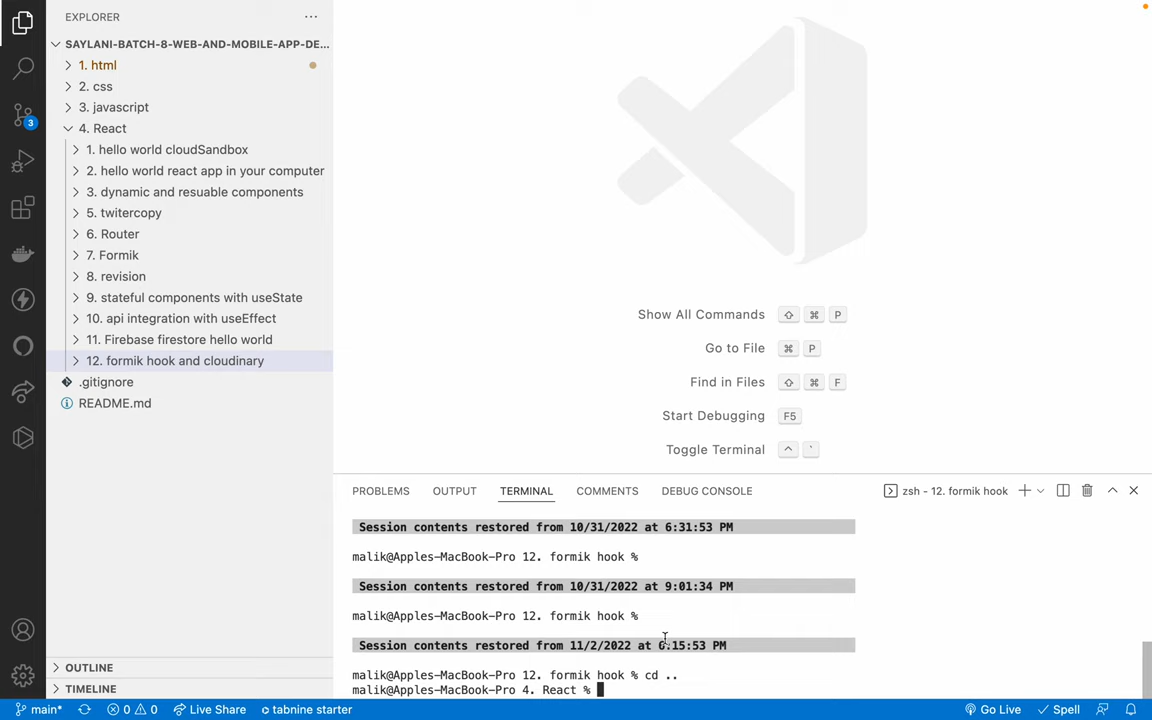 EXPLORER
SAYLANI-BATCH-8-WEB-AND-MOBILE-APP-DE...
1. html
2. css
3. javascript
4. React
1. hello world cloudSandbox
2. hello world react app in your computer
3. dynamic and resuable components
5. twitercopy
6. Router
7. Formik
8. revision
9. stateful components with useState
10. api integration with useEffect
11. Firebase firestore hello world
12. formik hook and cloudinary
.gitignore
README.md
OUTLINE
TIMELINE
3
Show All Commands ⇧ ⌘ P
Go to File ⌘ P
Find in Files ⇧ ⌘ F
Start Debugging F5
Toggle Terminal ^ `
PROBLEMS OUTPUT TERMINAL COMMENTS DEBUG CONSOLE zsh - 12. formik hook
Session contents restored from 10/31/2022 at 6:31:53 PM
malik@Apples-MacBook-Pro 12. formik hook %
Session contents restored from 10/31/2022 at 9:01:34 PM
malik@Apples-MacBook-Pro 12. formik hook %
Session contents restored from 11/2/2022 at 6:15:53 PM
malik@Apples-MacBook-Pro 12. formik hook % cd ..
malik@Apples-MacBook-Pro 4. React %
main* 0 0 Live Share tabnine starter Go Live Spell